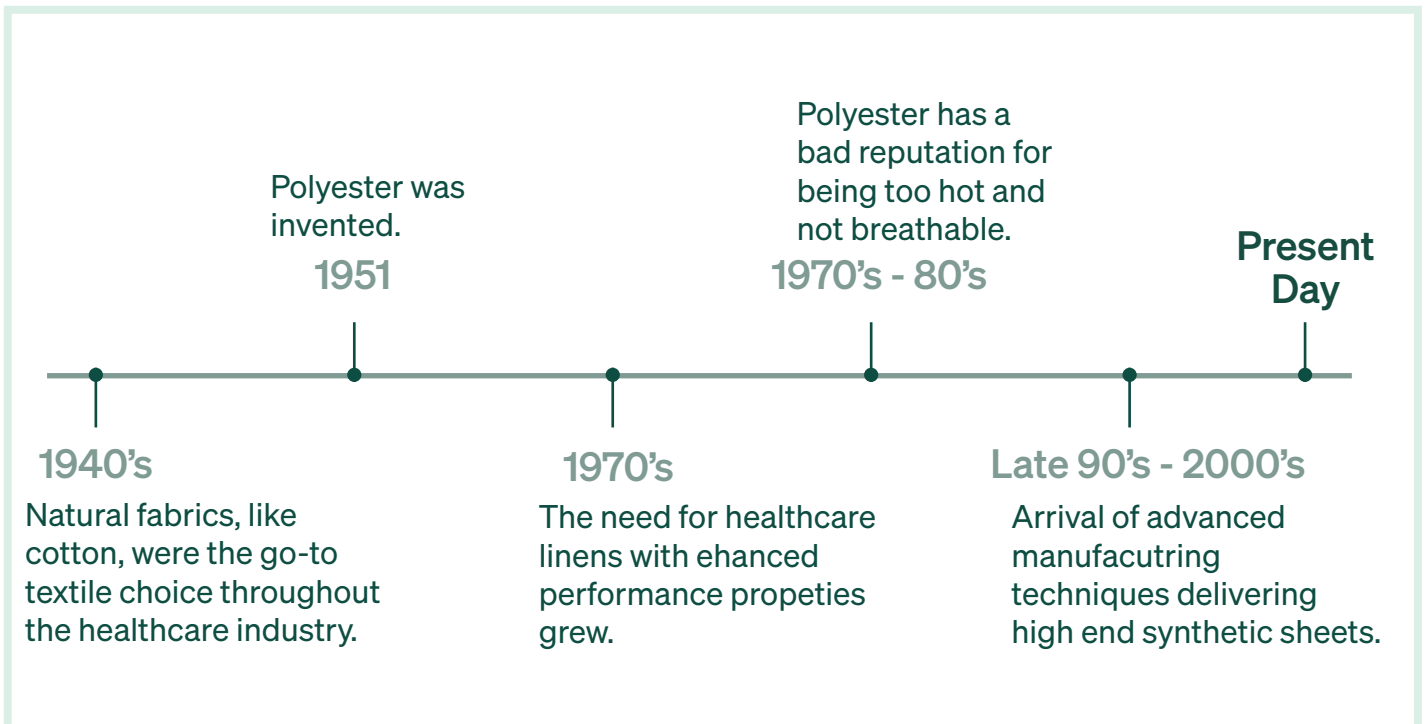 1940's
Natural fabrics, like
cotton, were the go-to
textile choice throughout
the healthcare industry.
Polyester was
invented.
1951
1970's
The need for healthcare
linens with ehanced
performance propeties
grew.
Polyester has a
bad reputation for
being too hot and
not breathable.
1970's - 80's
Late 90's - 2000's
Arrival of advanced
manufacutring
techniques delivering
high end synthetic sheets.
Present
Day